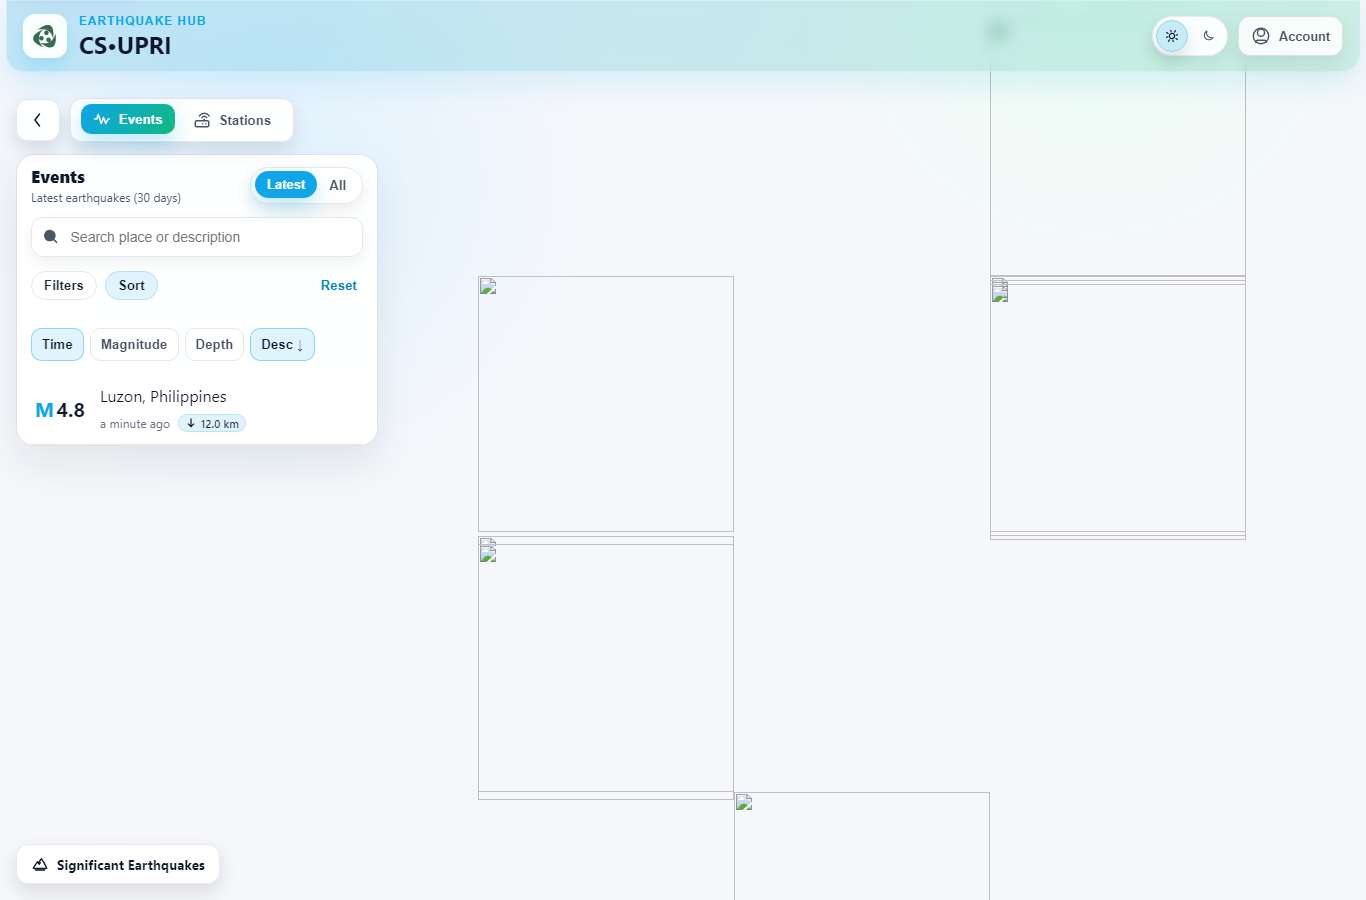 EARTHQUAKE HUB
CS•UPRI
Account
Events
Stations
Events
Latest earthquakes (30 days)
Latest
All
Search place or description
Filters
Sort
Reset
Time
Magnitude
Depth
Desc ↓
M 4.8
Luzon, Philippines
a minute ago
↓ 12.0 km
Significant Earthquakes